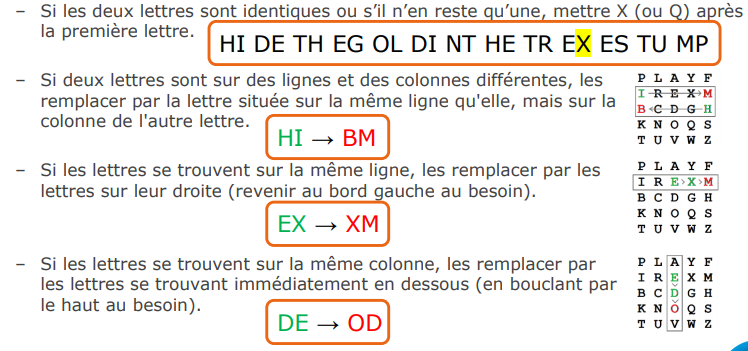 – Si les deux lettres sont identiques ou s’il n’en reste qu’une, mettre X (ou Q) après
la première lettre.
HI DE TH EG OL DI NT HE TR EX ES TU MP
– Si deux lettres sont sur des lignes et des colonnes différentes, les
remplacer par la lettre située sur la même ligne qu'elle, mais sur la
colonne de l'autre lettre.
HI → BM
P L A Y F
I R E X M
B C D G H
K N O Q S
T U V W Z
– Si les lettres se trouvent sur la même ligne, les remplacer par les
lettres sur leur droite (revenir au bord gauche au besoin).
EX → XM
P L A Y F
I R E X M
B C D G H
K N O Q S
T U V W Z
– Si les lettres se trouvent sur la même colonne, les remplacer par
les lettres se trouvant immédiatement en dessous (en bouclant par
le haut au besoin).
DE → OD
P L A Y F
I R E X M
B C D G H
K N O Q S
T U V W Z